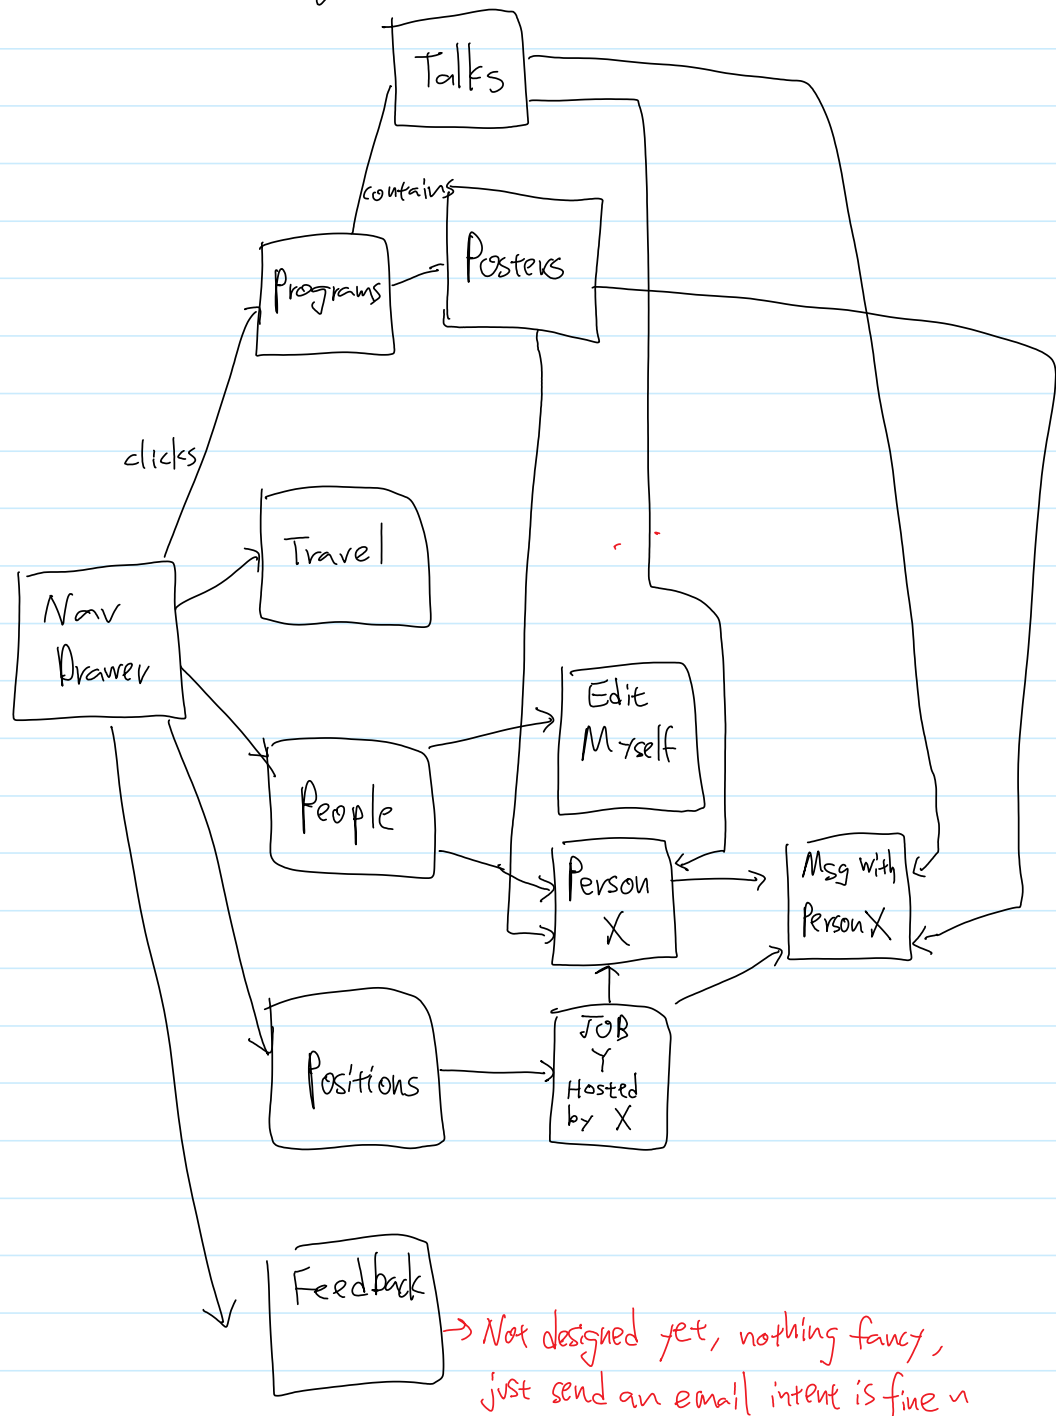 Talks
contains
Posters
Programs
clicks
Travel
Nav
Drawer
Edit
Myself
People
Person
X
Msg with
Person X
JOB
Y
Hosted
by X
Positions
Feedback
Not designed yet, nothing fancy,
just send an email intent is fine n